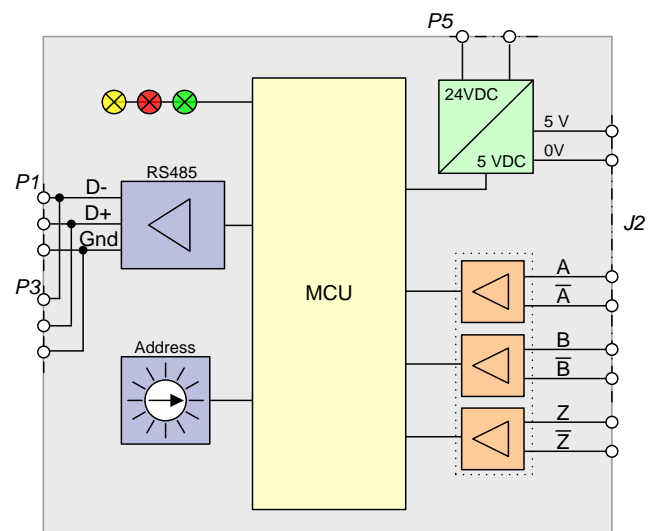 P5
24VDC
5 V
5 VDC
0V
RS485
P1
D-
D+
Gnd
J2
P3
MCU
A
A̅
B
B̅
Address
Z
Z̅